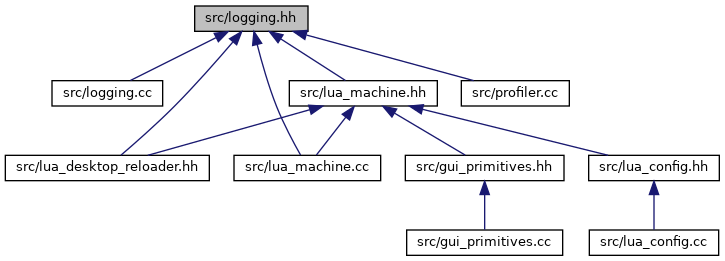 src/logging.hh
src/logging.cc
src/lua_machine.hh
src/profiler.cc
src/lua_desktop_reloader.hh
src/lua_machine.cc
src/gui_primitives.hh
src/lua_config.hh
src/gui_primitives.cc
src/lua_config.cc